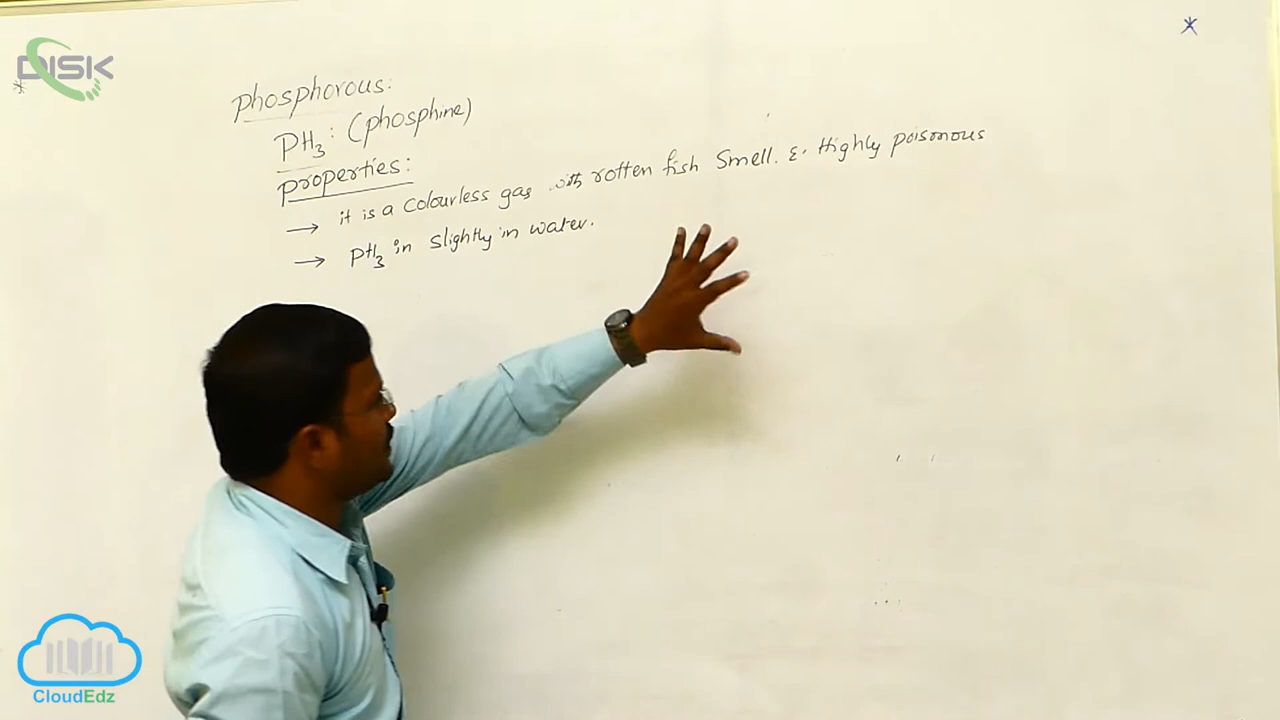 DISK
phosphorous:
PH3: (phosphine)
properties:
→ it is a colourless gas with rotten fish smell. & Highly poisonous
→ PH3 in slightly in water.
CloudEdz